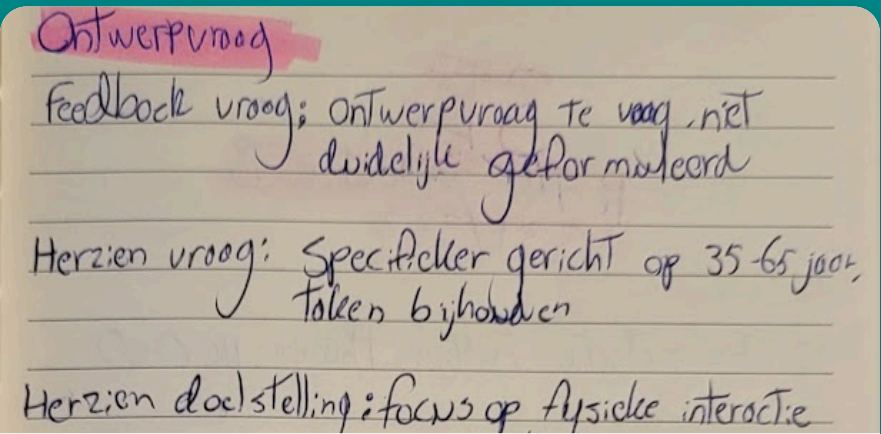 Ontwerpvraag
Feedback vraag: ontwerpvraag te vaag, niet
duidelijk geformuleerd
Herzien vraag: Specifieker gericht op 35-65 jaar,
taken bijhouden
Herzien doelstelling: focus op fysieke interactie